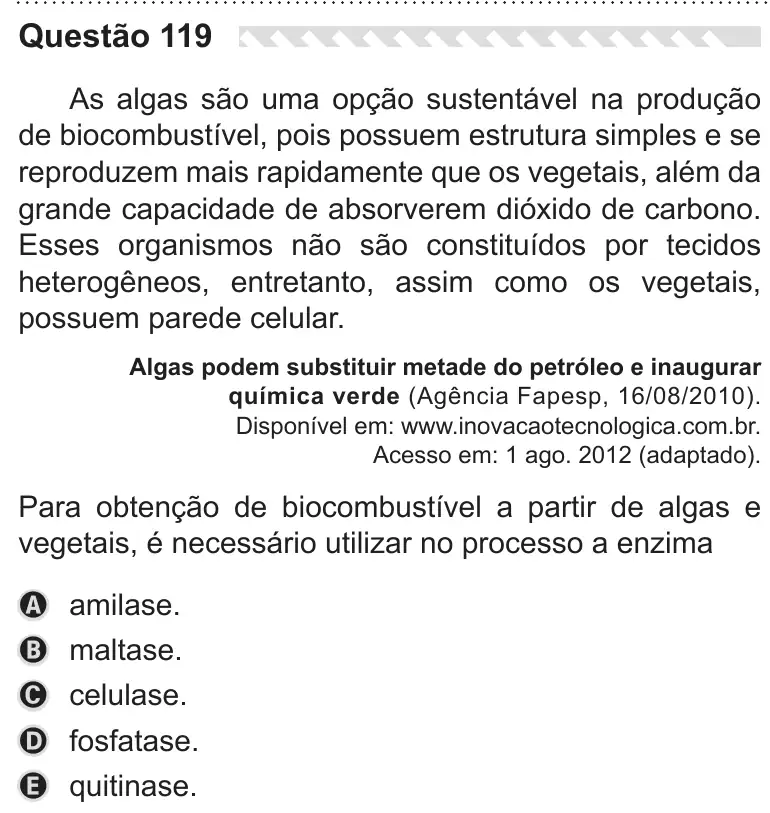 Questão 119
As algas são uma opção sustentável na produção
de biocombustível, pois possuem estrutura simples e se
reproduzem mais rapidamente que os vegetais, além da
grande capacidade de absorverem dióxido de carbono.
Esses organismos não são constituídos por tecidos
heterogêneos, entretanto, assim como os vegetais,
possuem parede celular.
Algas podem substituir metade do petróleo e inaugurar
química verde (Agência Fapesp, 16/08/2010).
Disponível em: www.inovacaotecnologica.com.br.
Acesso em: 1 ago. 2012 (adaptado).
Para obtenção de biocombustível a partir de algas e
vegetais, é necessário utilizar no processo a enzima
A amilase.
B maltase.
C celulase.
D fosfatase.
E quitinase.